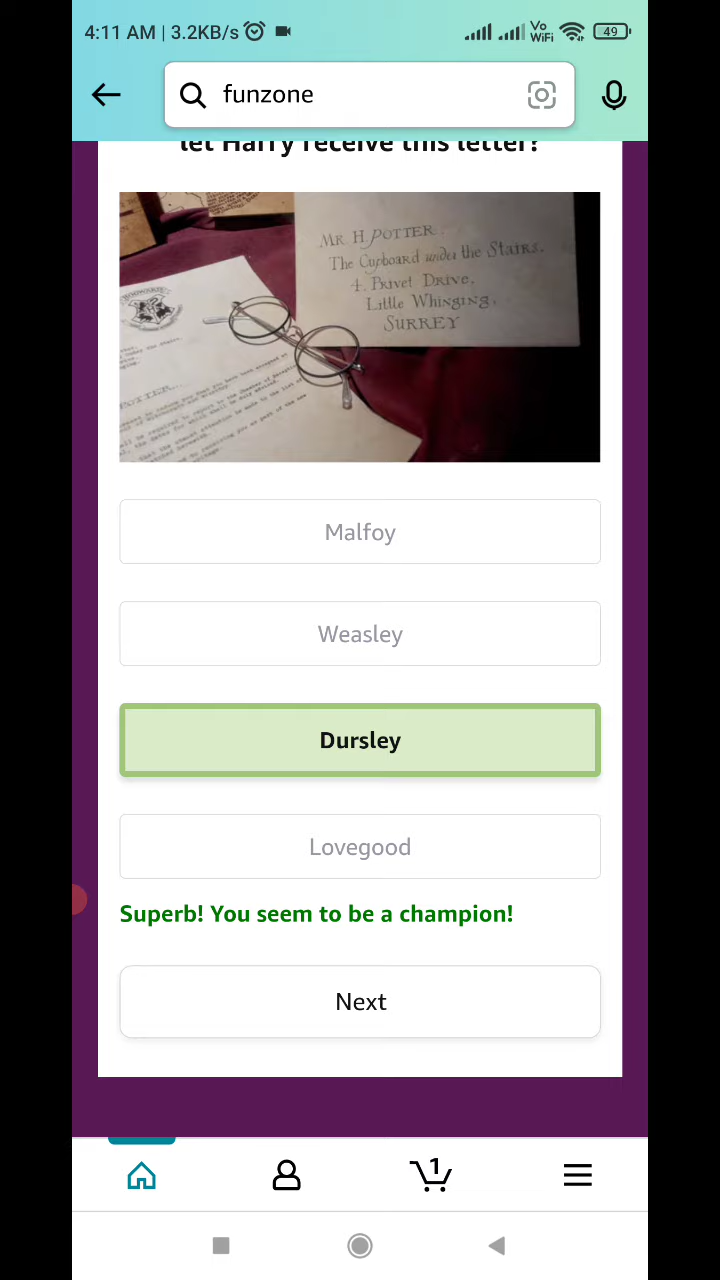 4:11 AM | 3.2KB/s
Vo
WiFi
49
funzone
let Harry receive this letter?
MR. H. POTTER.
The Cupboard under the Stairs,
4. Privet Drive,
Little Whinging,
SURREY
HOGWARTS
POTTER
Malfoy
Weasley
Dursley
Lovegood
Superb! You seem to be a champion!
Next
1